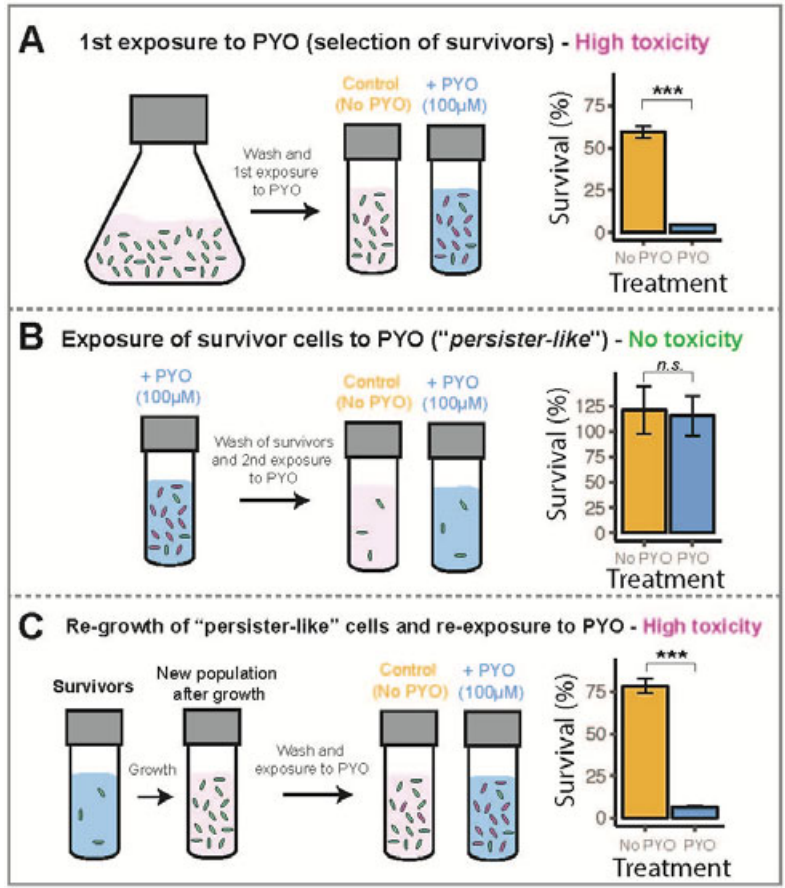 A 1st exposure to PYO (selection of survivors) - High toxicity
Control
(No PYO)
+ PYO
(100µM)
Wash and
1st exposure
to PYO
Survival (%)
75
50
25
0
***
No PYO PYO
Treatment
B Exposure of survivor cells to PYO ("persister-like") - No toxicity
+ PYO
(100µM)
Wash of survivors
and 2nd exposure
to PYO
Control
(No PYO)
+ PYO
(100µM)
Survival (%)
125
100
75
50
25
0
n.s.
No PYO PYO
Treatment
C Re-growth of “persister-like” cells and re-exposure to PYO - High toxicity
Survivors
Growth
New population
after growth
Wash and
exposure to PYO
Control
(No PYO)
+ PYO
(100µM)
Survival (%)
75
50
25
0
***
No PYO PYO
Treatment